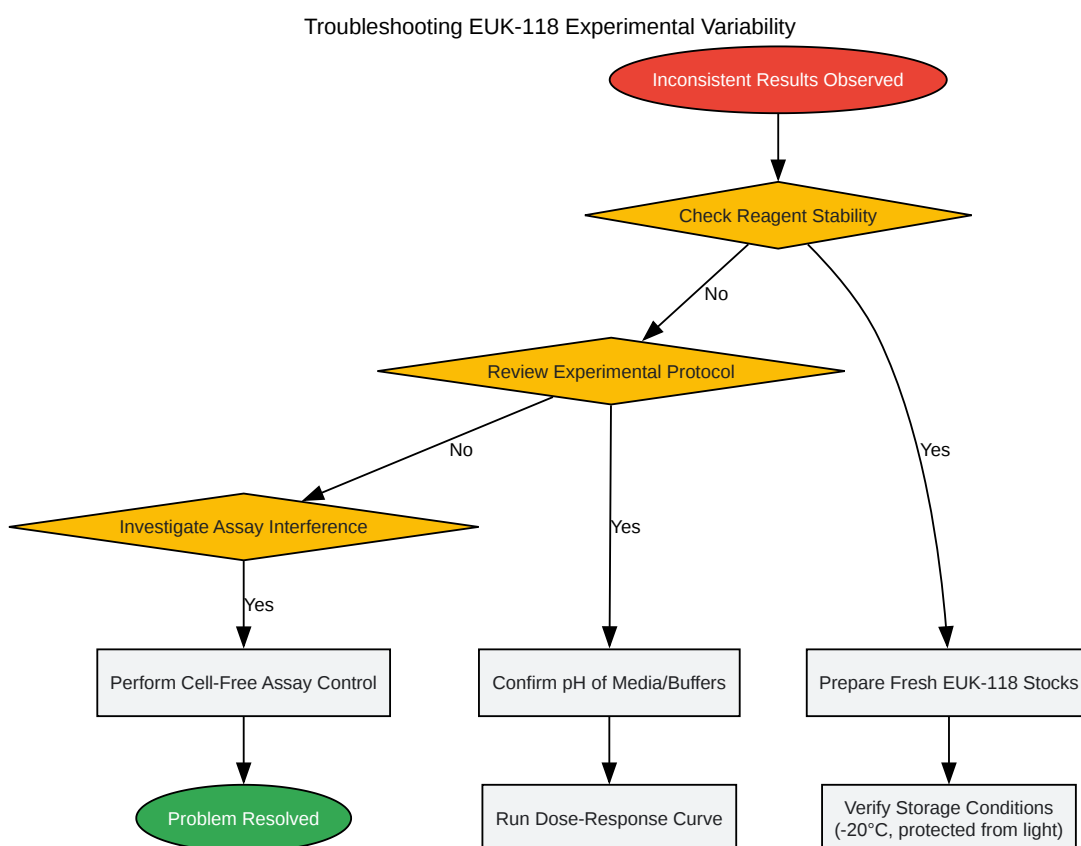 Troubleshooting EUK-118 Experimental Variability
Inconsistent Results Observed
Check Reagent Stability
No
Review Experimental Protocol
No
Yes
Investigate Assay Interference
Yes
Yes
Perform Cell-Free Assay Control
Confirm pH of Media/Buffers
Prepare Fresh EUK-118 Stocks
Problem Resolved
Run Dose-Response Curve
Verify Storage Conditions
(-20°C, protected from light)